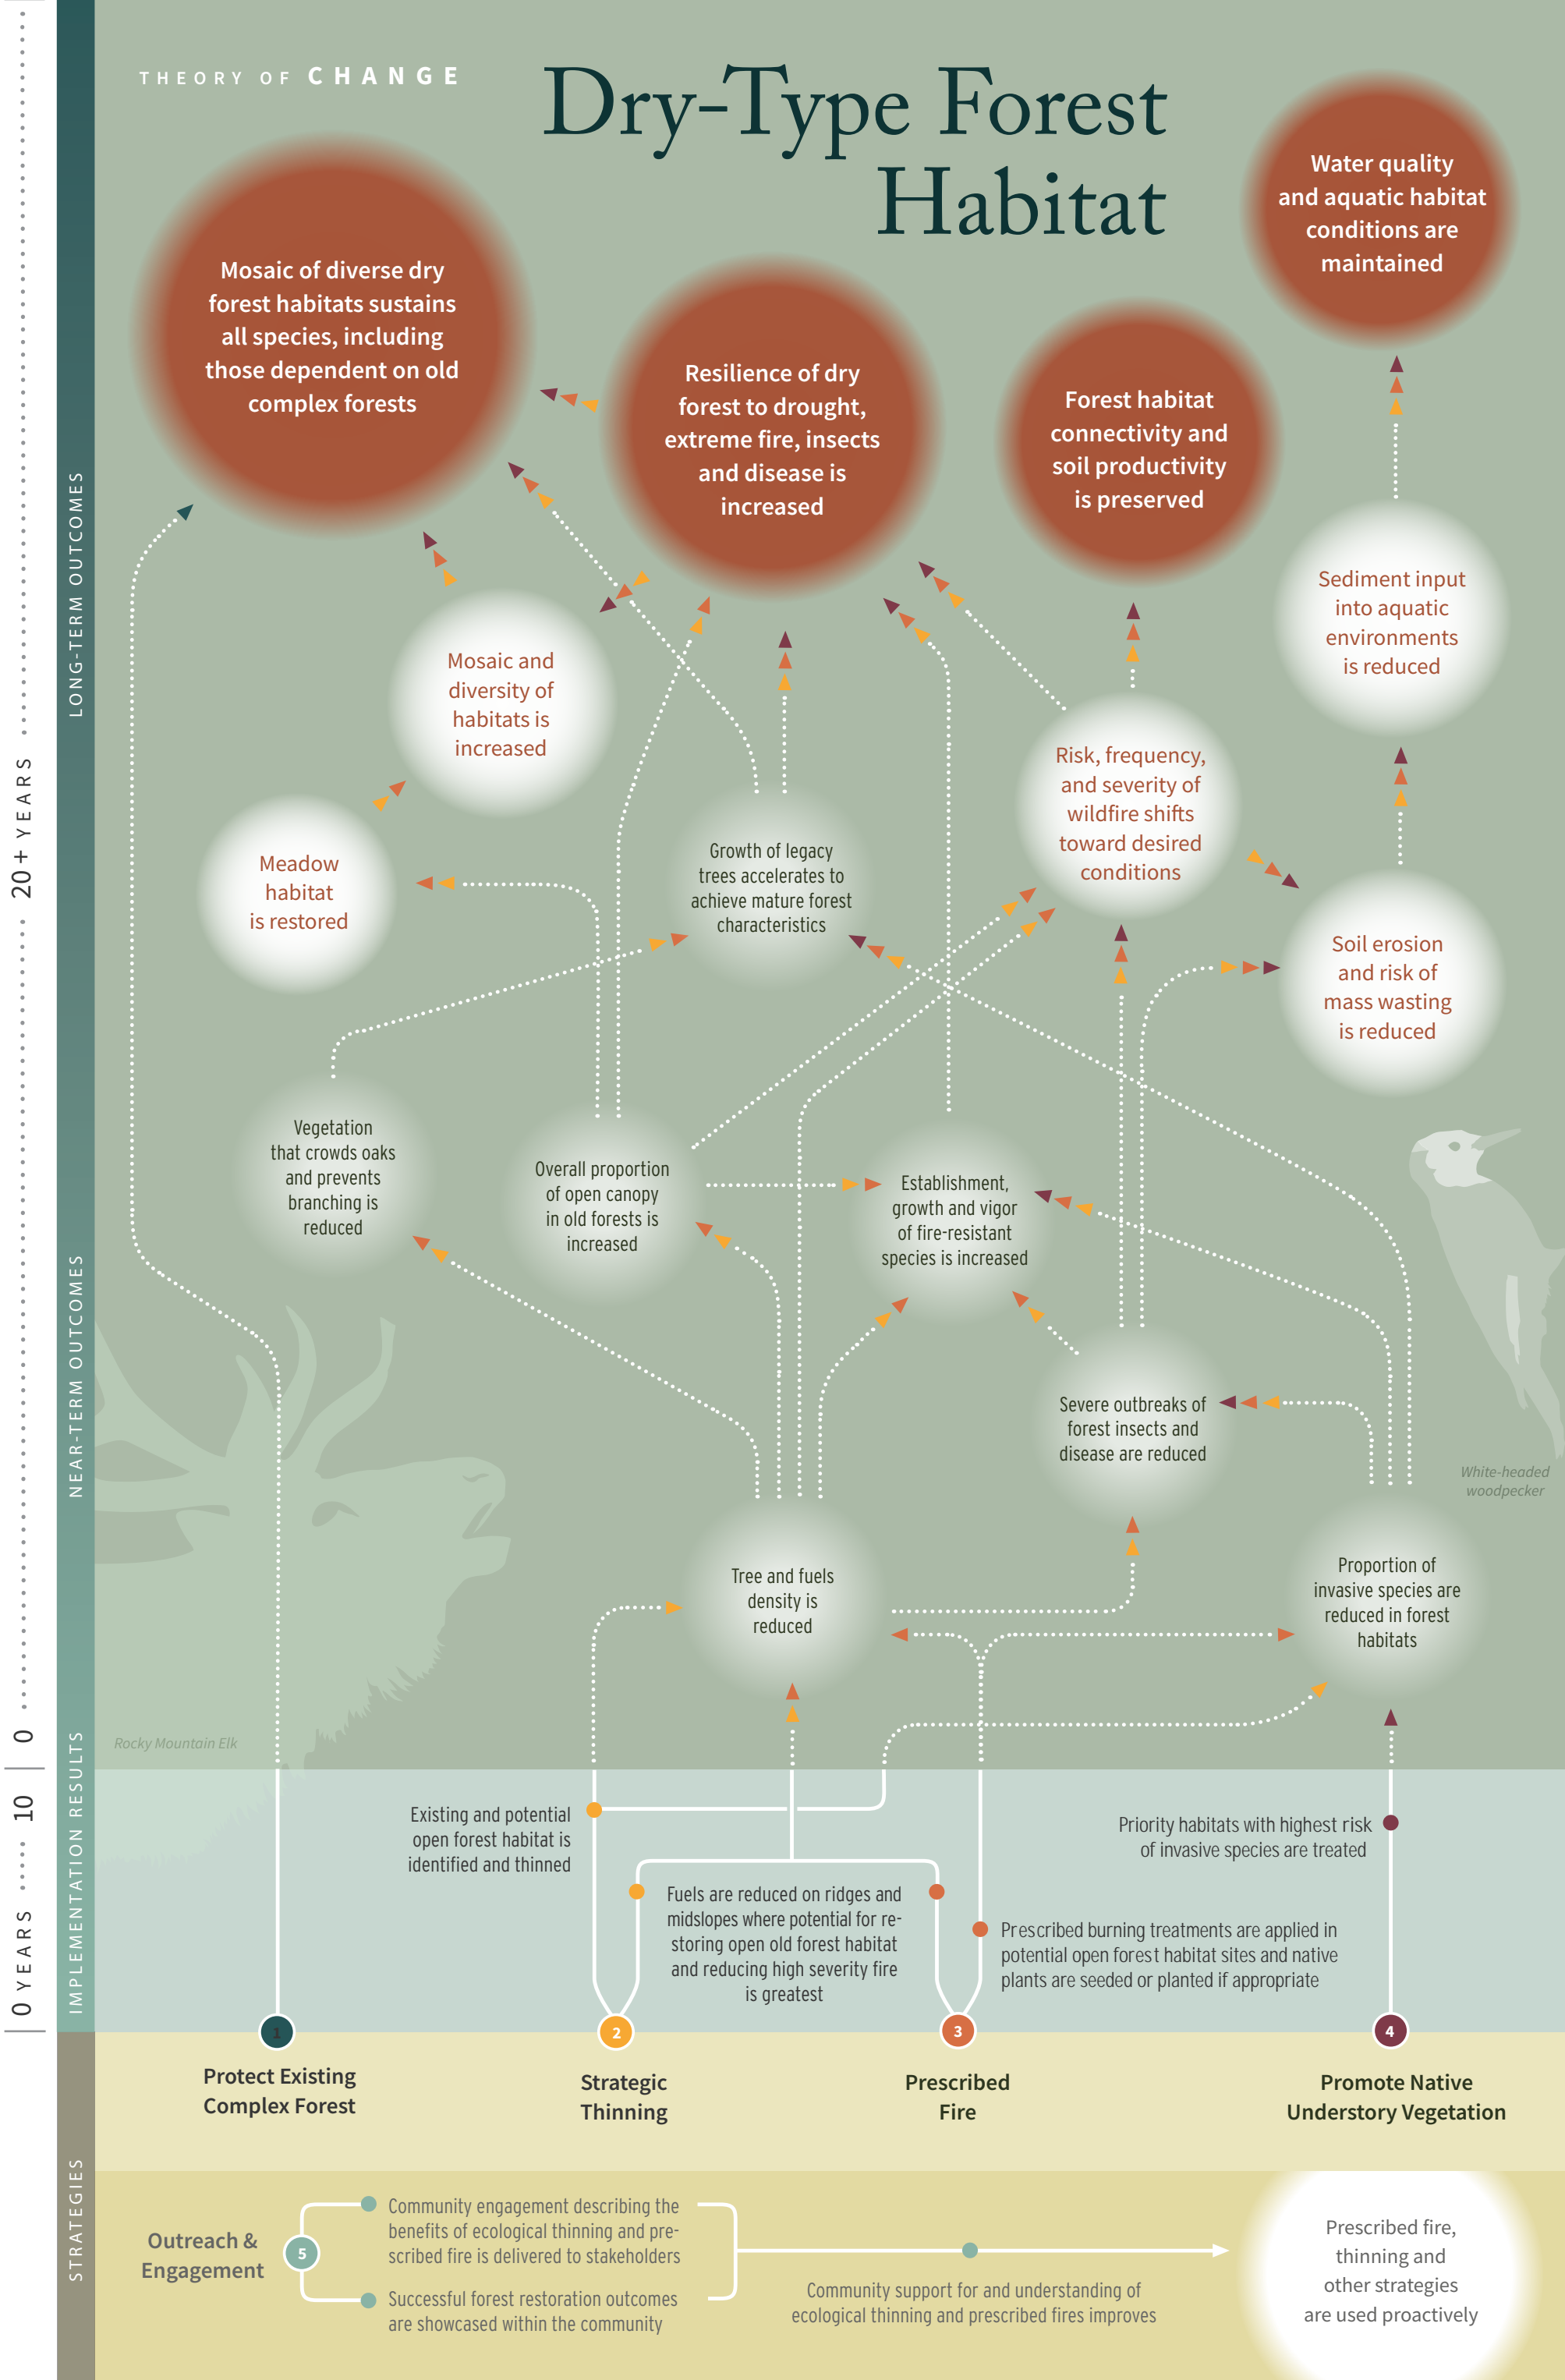 THEORY OF CHANGE
Dry-Type Forest
Habitat
Water quality
and aquatic habitat
conditions are
maintained
Mosaic of diverse dry
forest habitats sustains
all species, including
those dependent on old
complex forests
Resilience of dry
forest to drought,
extreme fire, insects
and disease is
increased
Forest habitat
connectivity and
soil productivity
is preserved
Sediment input
into aquatic
environments
is reduced
Mosaic and
diversity of
habitats is
increased
Risk, frequency,
and severity of
wildfire shifts
toward desired
conditions
Meadow
habitat
is restored
Growth of legacy
trees accelerates to
achieve mature forest
characteristics
Soil erosion
and risk of
mass wasting
is reduced
Vegetation
that crowds oaks
and prevents
branching is
reduced
Overall proportion
of open canopy
in old forests is
increased
Establishment,
growth and vigor
of fire-resistant
species is increased
Severe outbreaks of
forest insects and
disease are reduced
White-headed
woodpecker
Tree and fuels
density is
reduced
Proportion of
invasive species are
reduced in forest
habitats
Rocky Mountain Elk
Existing and potential
open forest habitat is
identified and thinned
Priority habitats with highest risk
of invasive species are treated
Fuels are reduced on ridges and
midslopes where potential for re-
storing open old forest habitat
and reducing high severity fire
is greatest
Prescribed burning treatments are applied in
potential open forest habitat sites and native
plants are seeded or planted if appropriate
1
2
3
4
Protect Existing
Complex Forest
Strategic
Thinning
Prescribed
Fire
Promote Native
Understory Vegetation
Outreach &
Engagement
5
Community engagement describing the
benefits of ecological thinning and pre-
scribed fire is delivered to stakeholders
Successful forest restoration outcomes
are showcased within the community
Community support for and understanding of
ecological thinning and prescribed fires improves
Prescribed fire,
thinning and
other strategies
are used proactively
LONG-TERM OUTCOMES
NEAR-TERM OUTCOMES
IMPLEMENTATION RESULTS
STRATEGIES
20+ YEARS
0
10
0 YEARS